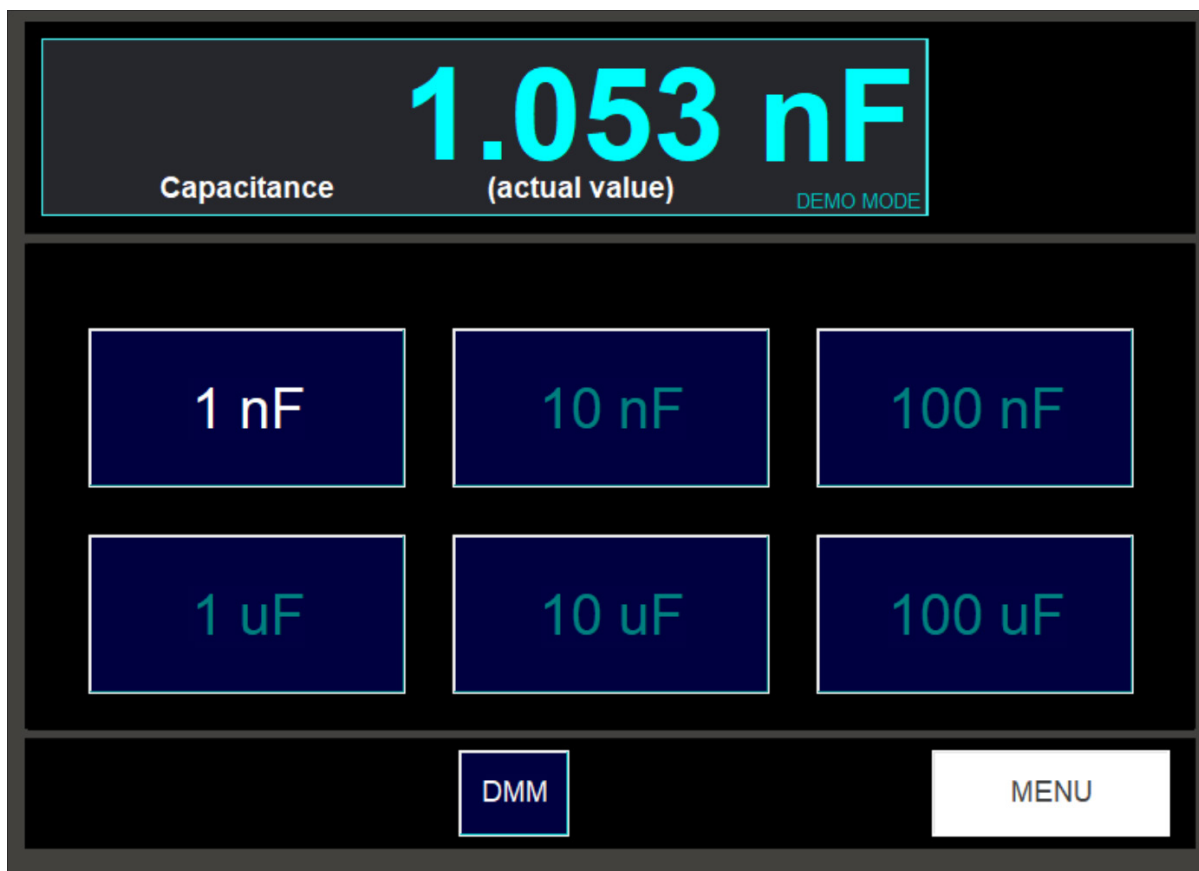 1.053 nF
Capacitance (actual value) DEMO MODE
1 nF 10 nF 100 nF
1 uF 10 uF 100 uF
DMM MENU